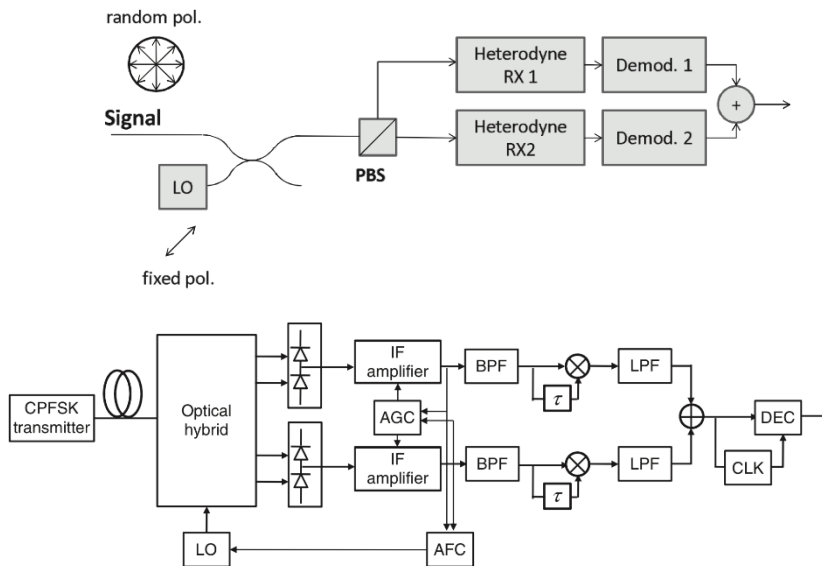 random pol.
Signal
LO
fixed pol.
PBS
Heterodyne
RX 1
Demod. 1
+
Heterodyne
RX2
Demod. 2
CPFSK
transmitter
Optical
hybrid
LO
IF
amplifier
AGC
IF
amplifier
AFC
BPF
τ
LPF
BPF
τ
LPF
DEC
CLK